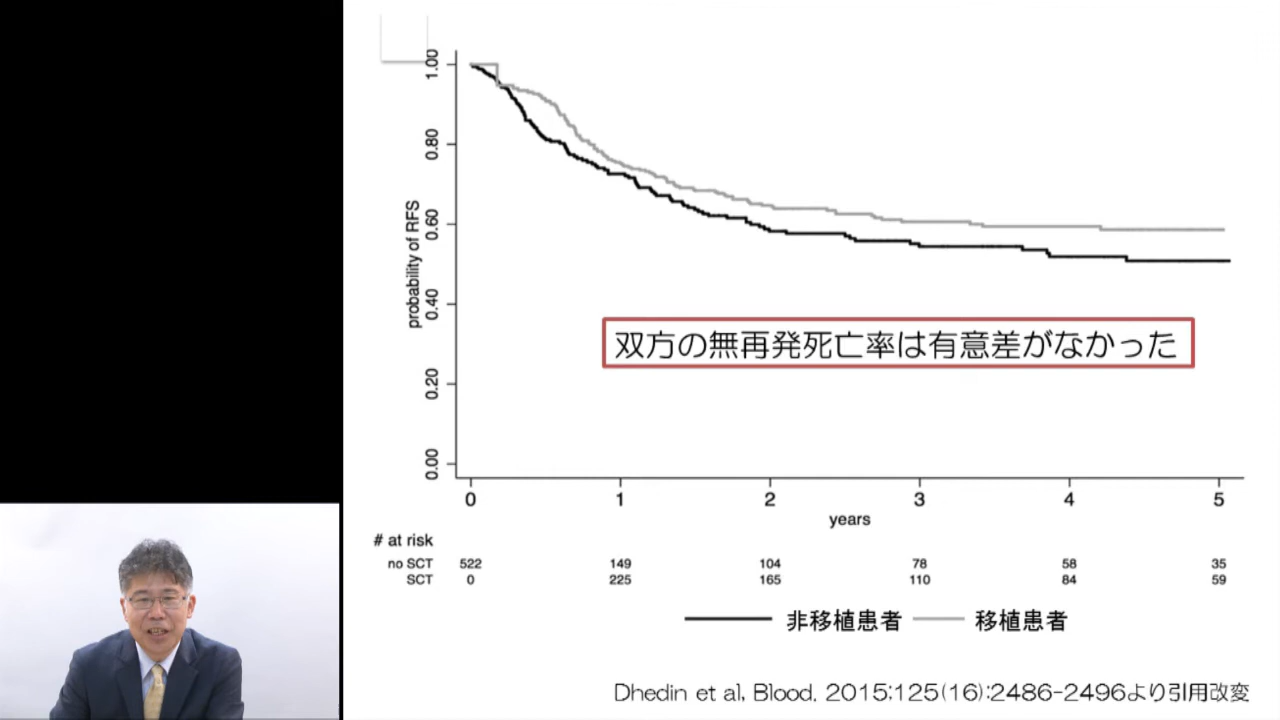 1.00
0.80
0.60
0.40
0.20
0.00
probability of RFS
双方の無再発死亡率は有意差がなかった
0 1 2 3 4 5
years
# at risk
no SCT 522 149 104 78 58 35
SCT 0 225 165 110 84 59
非移植患者 移植患者
Dhedin et al, Blood. 2015;125(16):2486-2496より引用改変